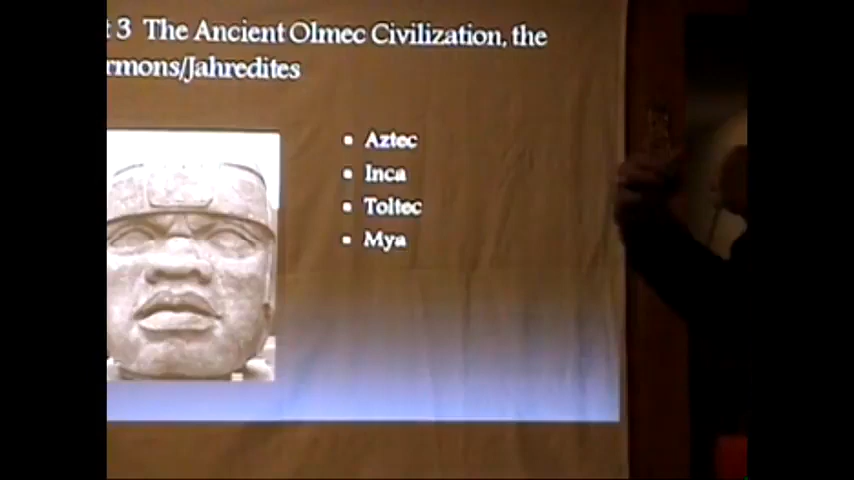 3 The Ancient Olmec Civilization, the
rmons/Jahredites
Aztec
Inca
Toltec
Mya